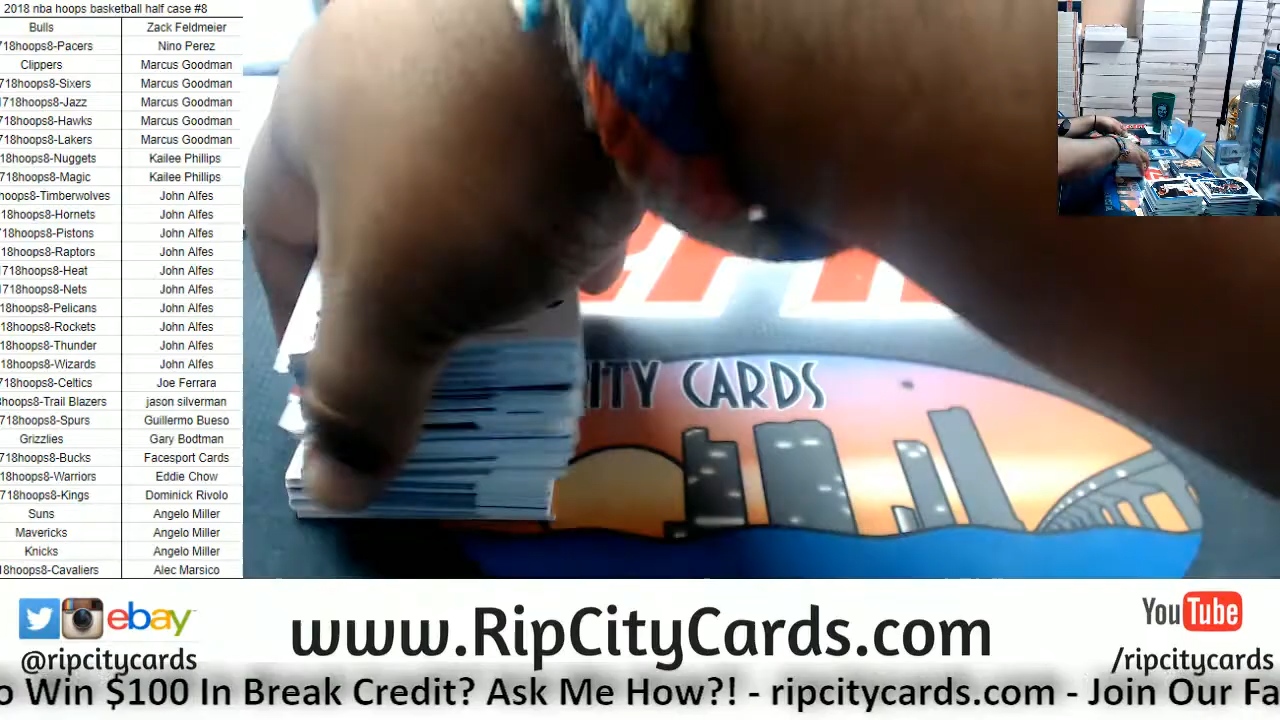 2018 nba hoops basketball half case #8
Bulls Zack Feldmeier
718hoops8-Pacers Nino Perez
Clippers Marcus Goodman
718hoops8-Sixers Marcus Goodman
1718hoops8-Jazz Marcus Goodman
718hoops8-Hawks Marcus Goodman
718hoops8-Lakers Marcus Goodman
18hoops8-Nuggets Kailee Phillips
718hoops8-Magic Kailee Phillips
hoops8-Timberwolves John Alfes
18hoops8-Hornets John Alfes
718hoops8-Pistons John Alfes
18hoops8-Raptors John Alfes
1718hoops8-Heat John Alfes
718hoops8-Nets John Alfes
18hoops8-Pelicans John Alfes
18hoops8-Rockets John Alfes
18hoops8-Thunder John Alfes
18hoops8-Wizards John Alfes
718hoops8-Celtics Joe Ferrara
hoops8-Trail Blazers jason silverman
718hoops8-Spurs Guillermo Bueso
Grizzlies Gary Bodtman
718hoops8-Bucks Facesport Cards
18hoops8-Warriors Eddie Chow
718hoops8-Kings Dominick Rivolo
Suns Angelo Miller
Mavericks Angelo Miller
Knicks Angelo Miller
18hoops8-Cavaliers Alec Marsico
ITY CARDS
ebay
@ripcitycards
www.RipCityCards.com
YouTube
/ripcitycards
o Win $100 In Break Credit? Ask Me How?! - ripcitycards.com - Join Our Fa